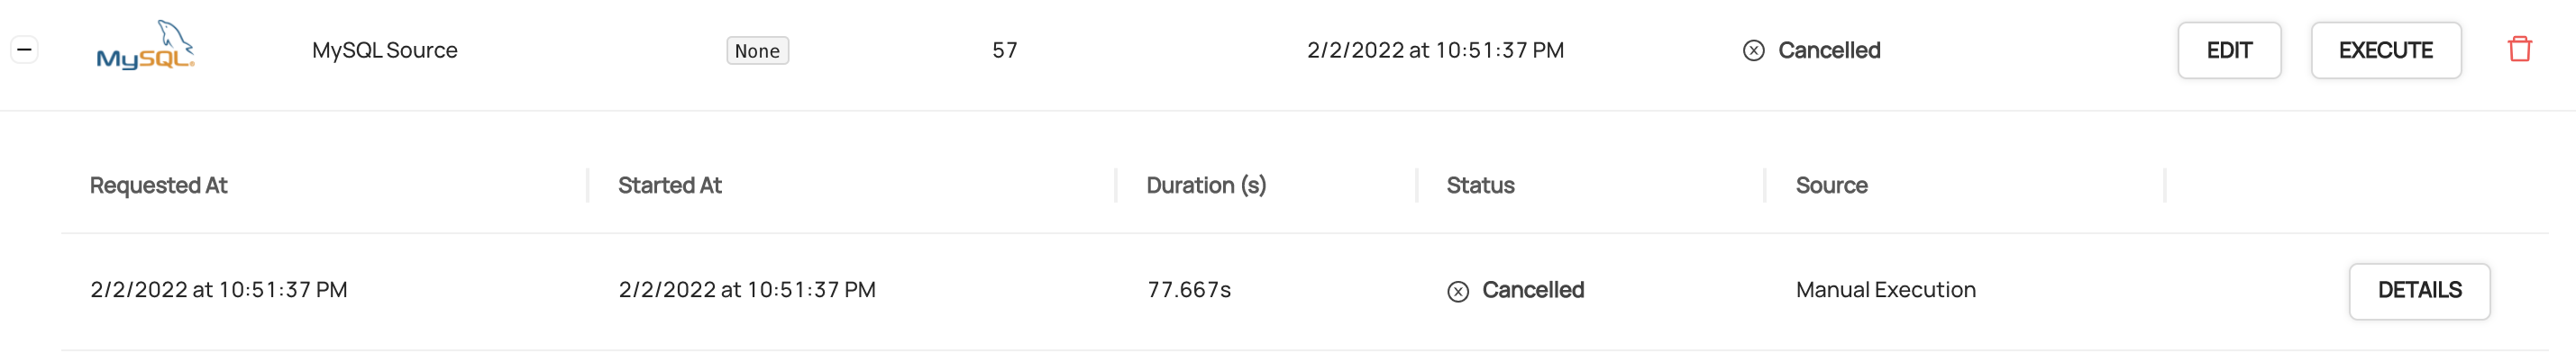 MySQL MySQL Source None 57 2/2/2022 at 10:51:37 PM Cancelled EDIT EXECUTE
Requested At Started At Duration (s) Status Source
2/2/2022 at 10:51:37 PM 2/2/2022 at 10:51:37 PM 77.667s Cancelled Manual Execution DETAILS